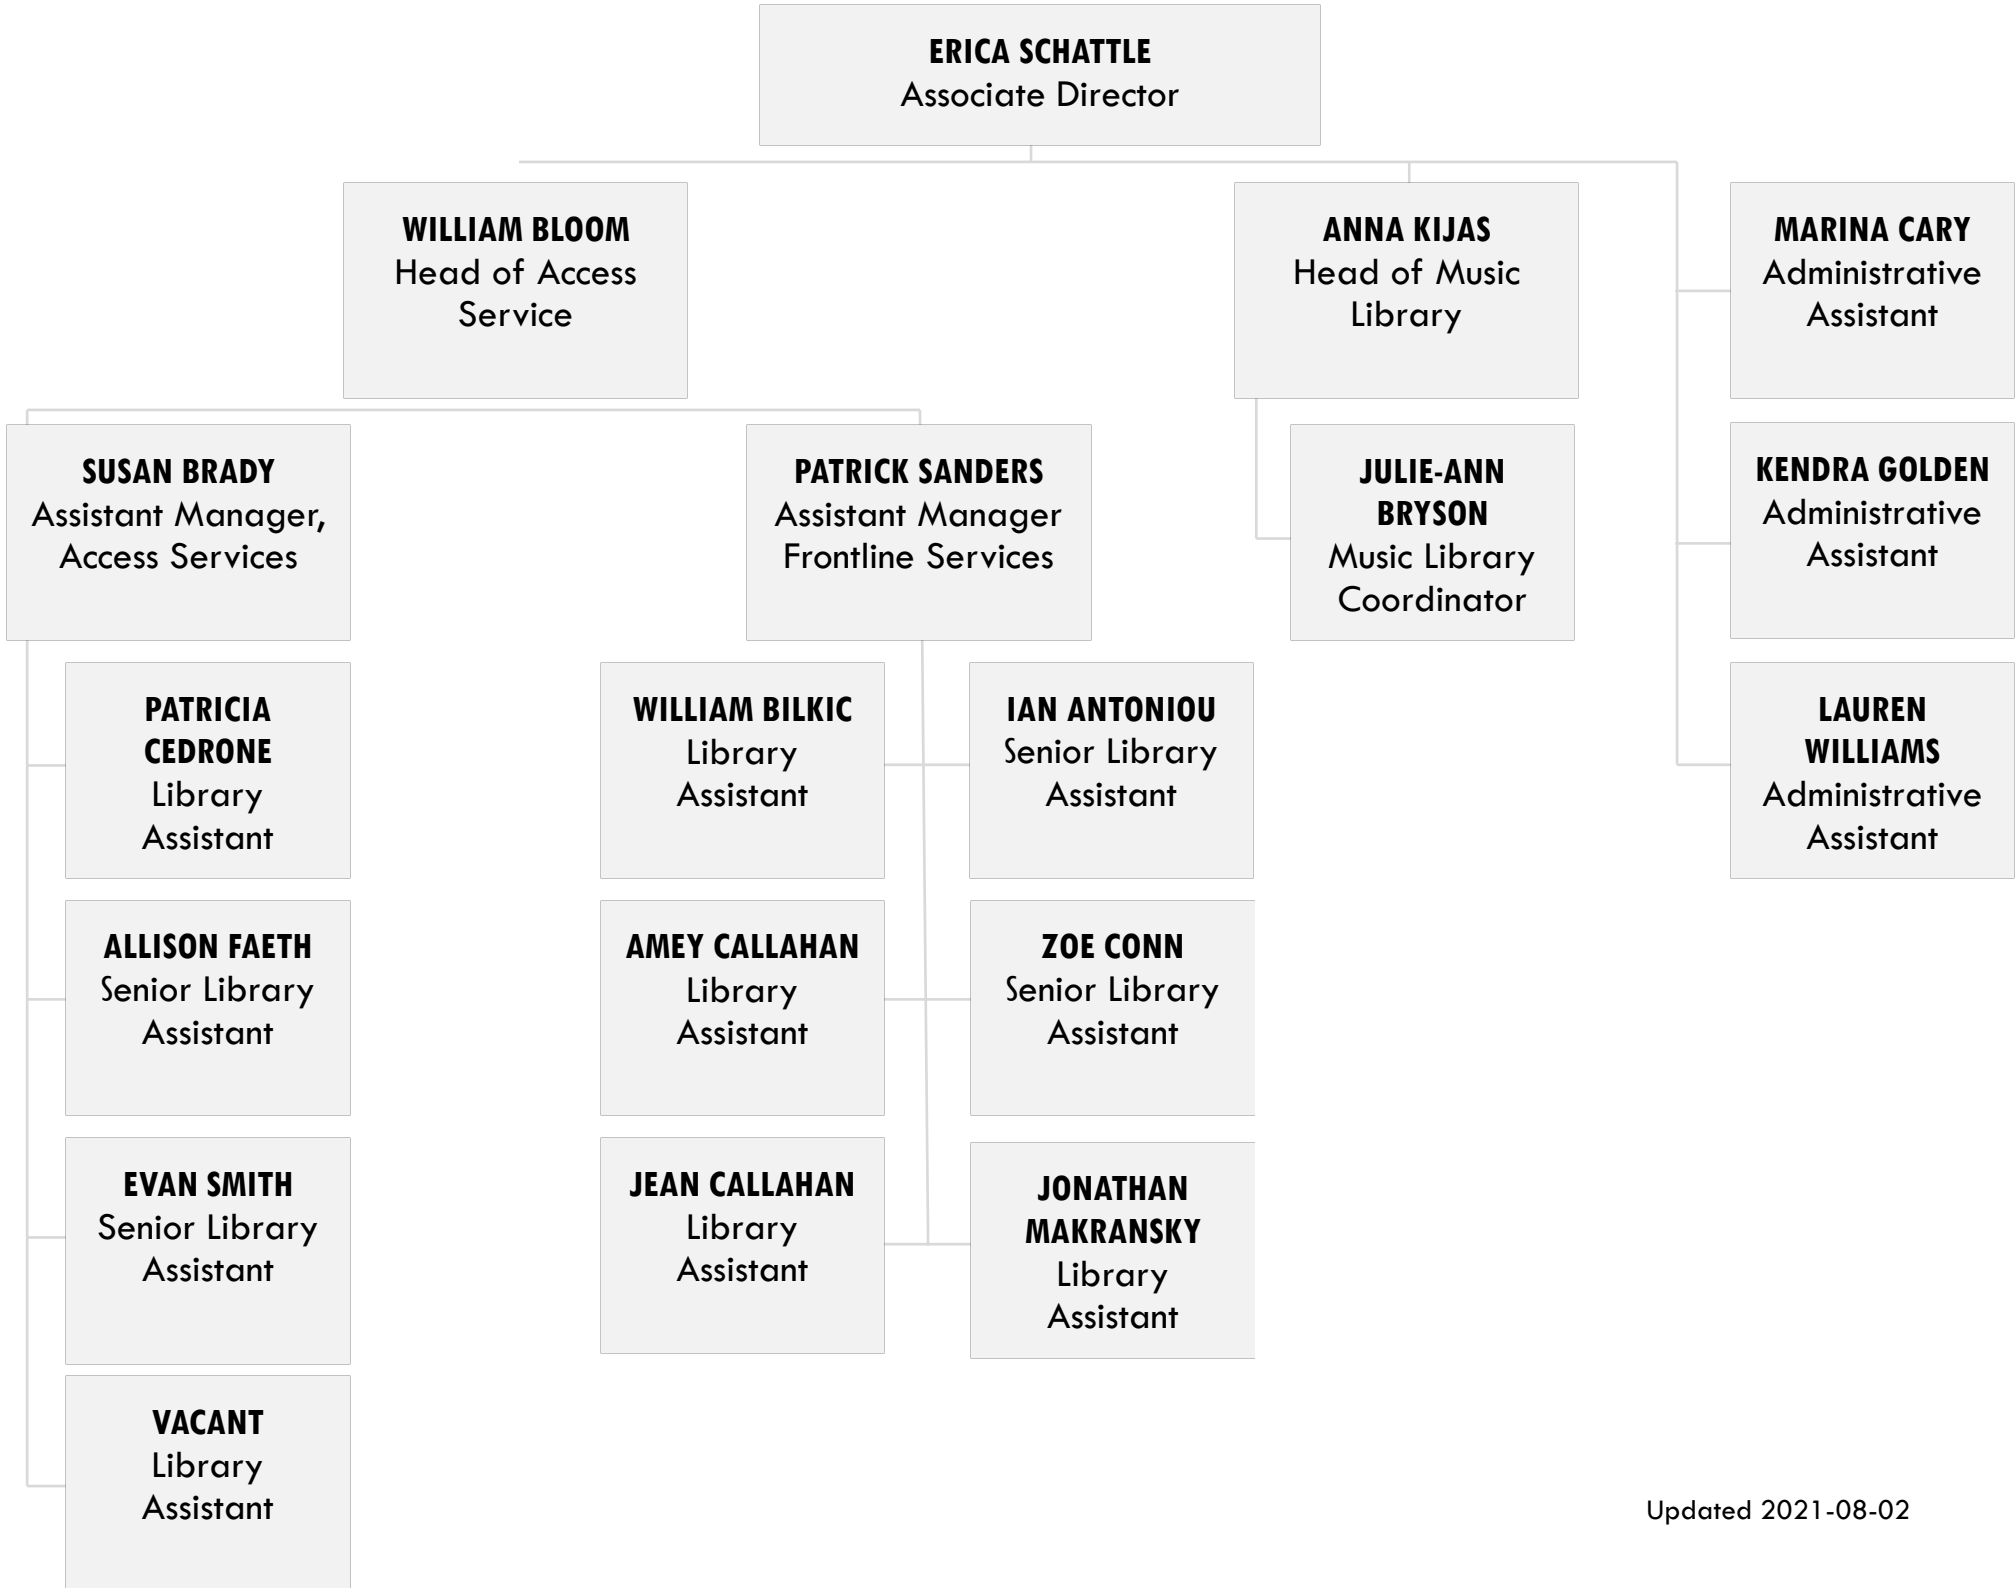 ERICA SCHATTLE
Associate Director
WILLIAM BLOOM
Head of Access
Service
ANNA KIJAS
Head of Music
Library
MARINA CARY
Administrative
Assistant
SUSAN BRADY
Assistant Manager,
Access Services
PATRICK SANDERS
Assistant Manager
Frontline Services
JULIE-ANN
BRYSON
Music Library
Coordinator
KENDRA GOLDEN
Administrative
Assistant
PATRICIA
CEDRONE
Library
Assistant
WILLIAM BILKIC
Library
Assistant
IAN ANTONIOU
Senior Library
Assistant
LAUREN
WILLIAMS
Administrative
Assistant
ALLISON FAETH
Senior Library
Assistant
AMEY CALLAHAN
Library
Assistant
ZOE CONN
Senior Library
Assistant
EVAN SMITH
Senior Library
Assistant
JEAN CALLAHAN
Library
Assistant
JONATHAN
MAKRANSKY
Library
Assistant
VACANT
Library
Assistant
Updated 2021-08-02